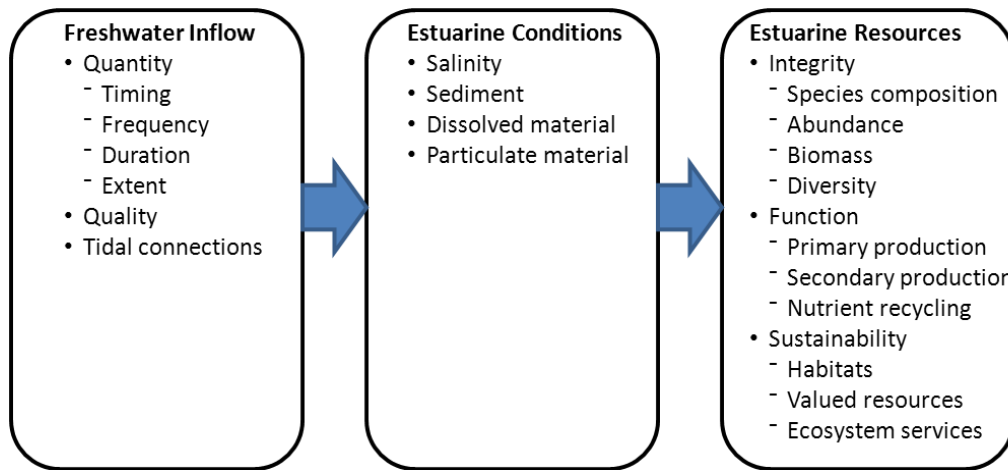 Freshwater Inflow
• Quantity
- Timing
- Frequency
- Duration
- Extent
• Quality
• Tidal connections
Estuarine Conditions
• Salinity
• Sediment
• Dissolved material
• Particulate material
Estuarine Resources
• Integrity
- Species composition
- Abundance
- Biomass
- Diversity
• Function
- Primary production
- Secondary production
- Nutrient recycling
• Sustainability
- Habitats
- Valued resources
- Ecosystem services